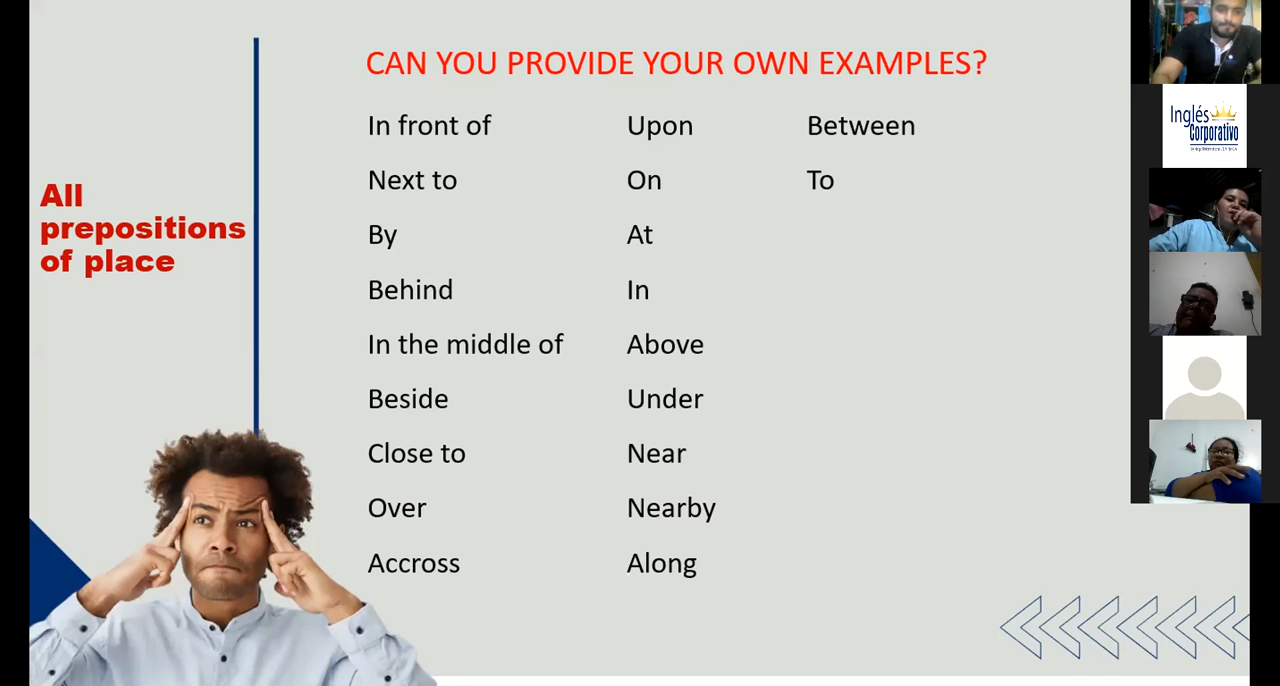 CAN YOU PROVIDE YOUR OWN EXAMPLES?
All
prepositions
of place
In front of
Next to
By
Behind
In the middle of
Beside
Close to
Over
Accross
Upon
On
At
In
Above
Under
Near
Nearby
Along
Between
To
Inglés
Corporativo